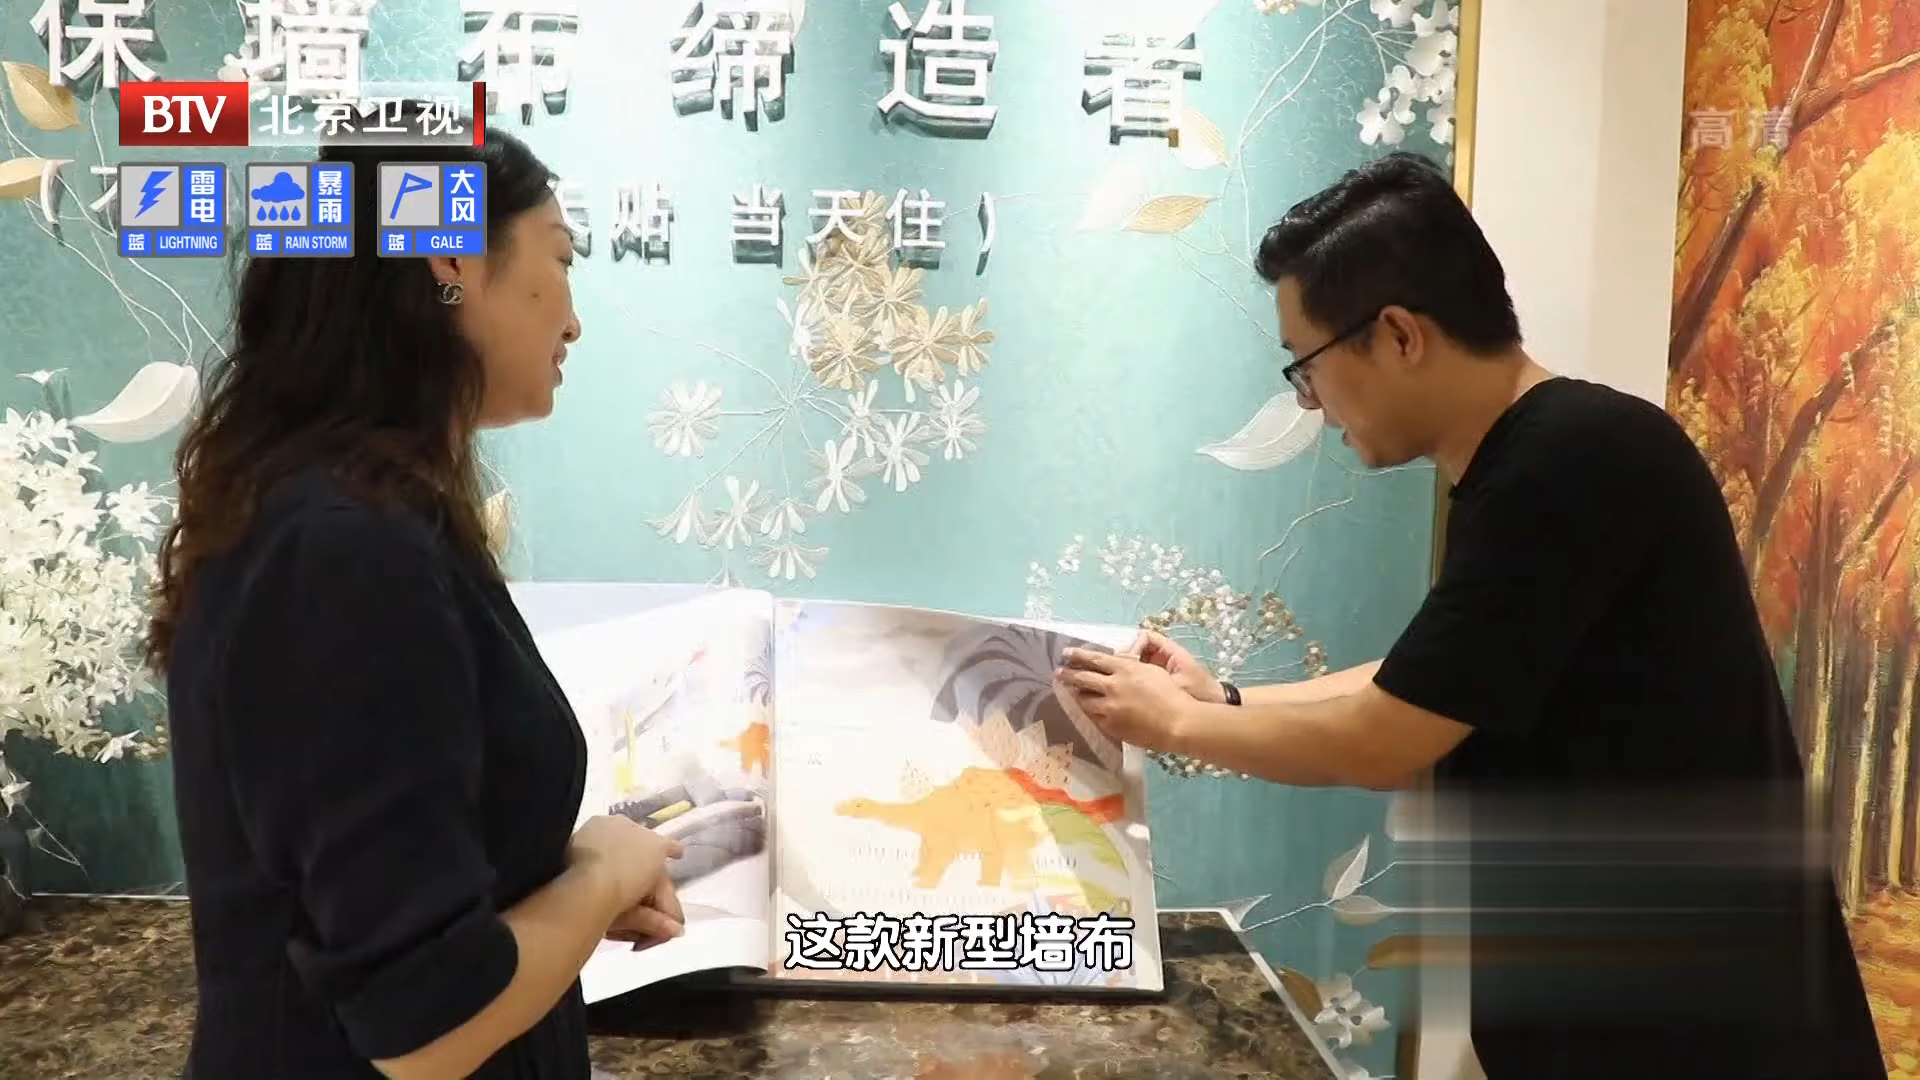 保墙布缔造者
BTV 北京卫视
高清
雷电
蓝 LIGHTNING
暴雨
蓝 RAIN STORM
大风
蓝 GALE
贴 当天住）
这款新型墙布